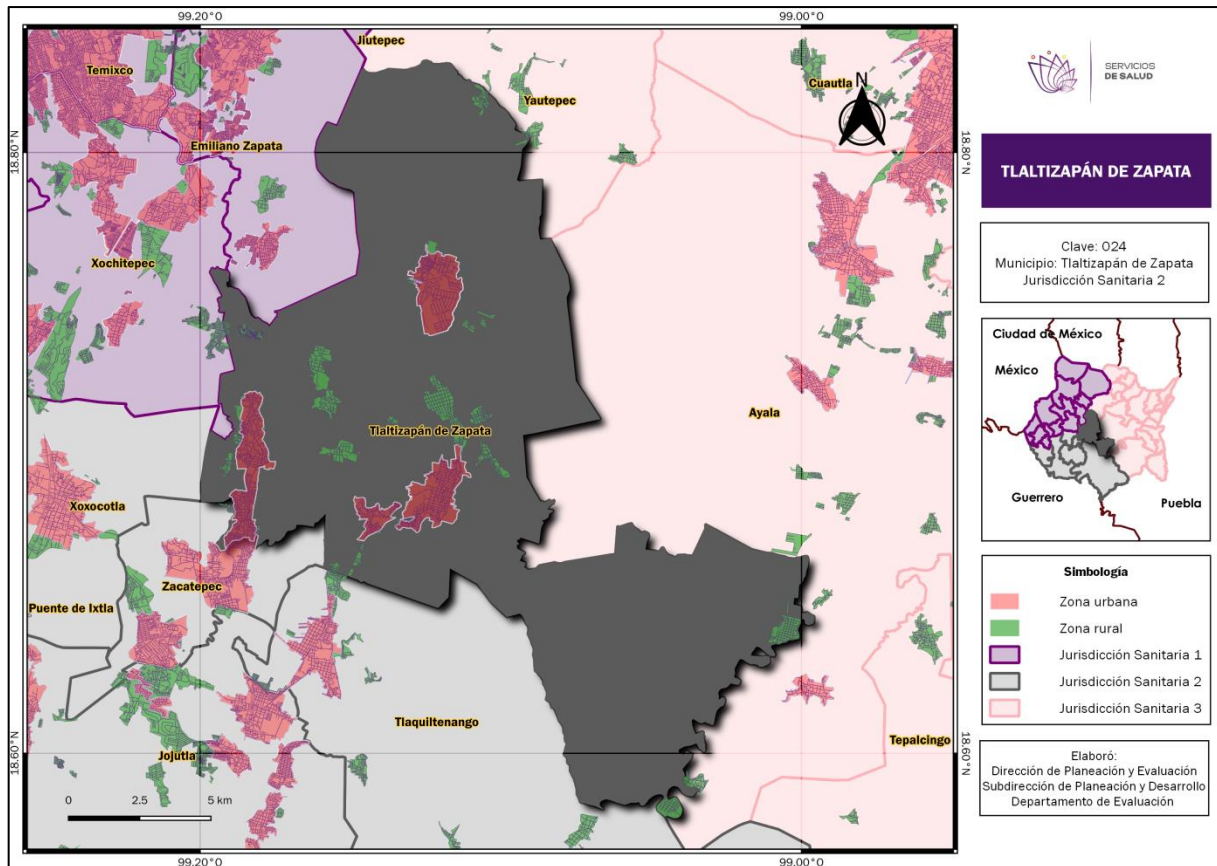 99.20°O
99.00°O
Jiutepec
Temixco
Yautepec
Cuautla
N
Emiliano Zapata
18.80°N
18.80°N
Xochitepec
Ayala
Tlaltizapán de Zapata
Xoxocotla
Zacatepec
Puente de Ixtla
Tlaquiltenango
Tepalcingo
Jojutla
18.60°N
18.60°N
0 2.5 5 km
99.20°O
99.00°O
SERVICIOS
DE SALUD
TLALTIZAPÁN DE ZAPATA
Clave: 024
Municipio: Tlaltizapán de Zapata
Jurisdicción Sanitaria 2
Ciudad de México
México
Guerrero
Puebla
Simbología
Zona urbana
Zona rural
Jurisdicción Sanitaria 1
Jurisdicción Sanitaria 2
Jurisdicción Sanitaria 3
Elaboró:
Dirección de Planeación y Evaluación
Subdirección de Planeación y Desarrollo
Departamento de Evaluación